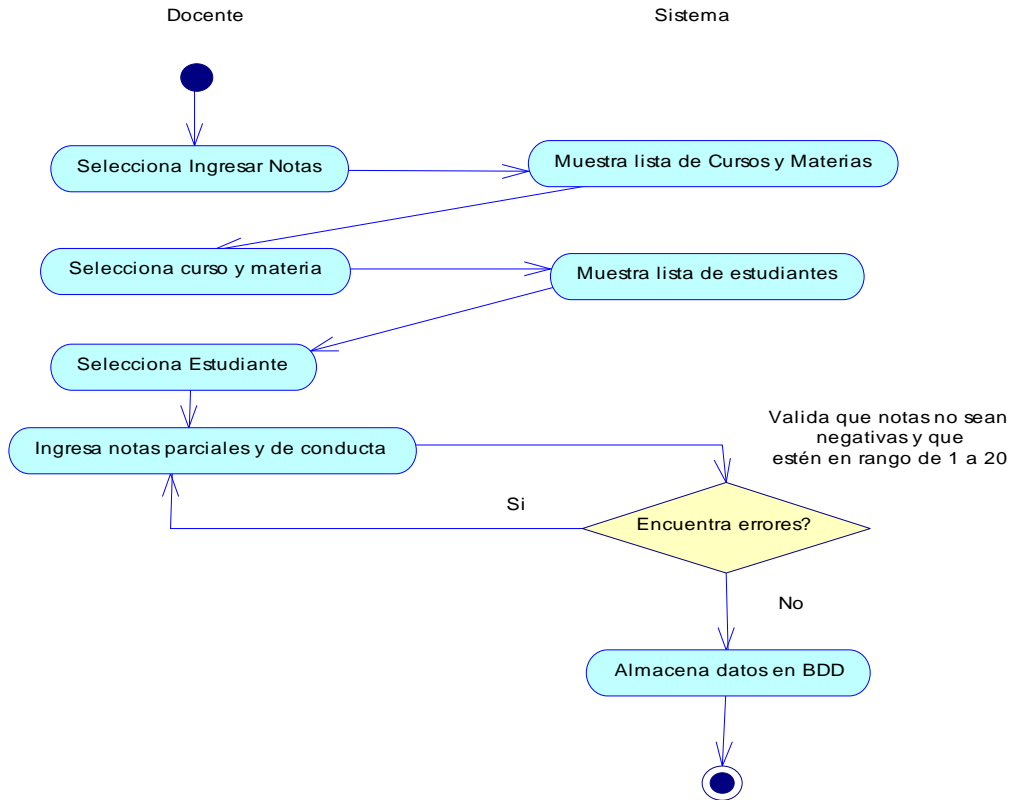 Docente
Sistema
Selecciona Ingresar Notas
Muestra lista de Cursos y Materias
Selecciona curso y materia
Muestra lista de estudiantes
Selecciona Estudiante
Valida que notas no sean
negativas y que
estén en rango de 1 a 20
Ingresa notas parciales y de conducta
Si
Encuentra errores?
No
Almacena datos en BDD